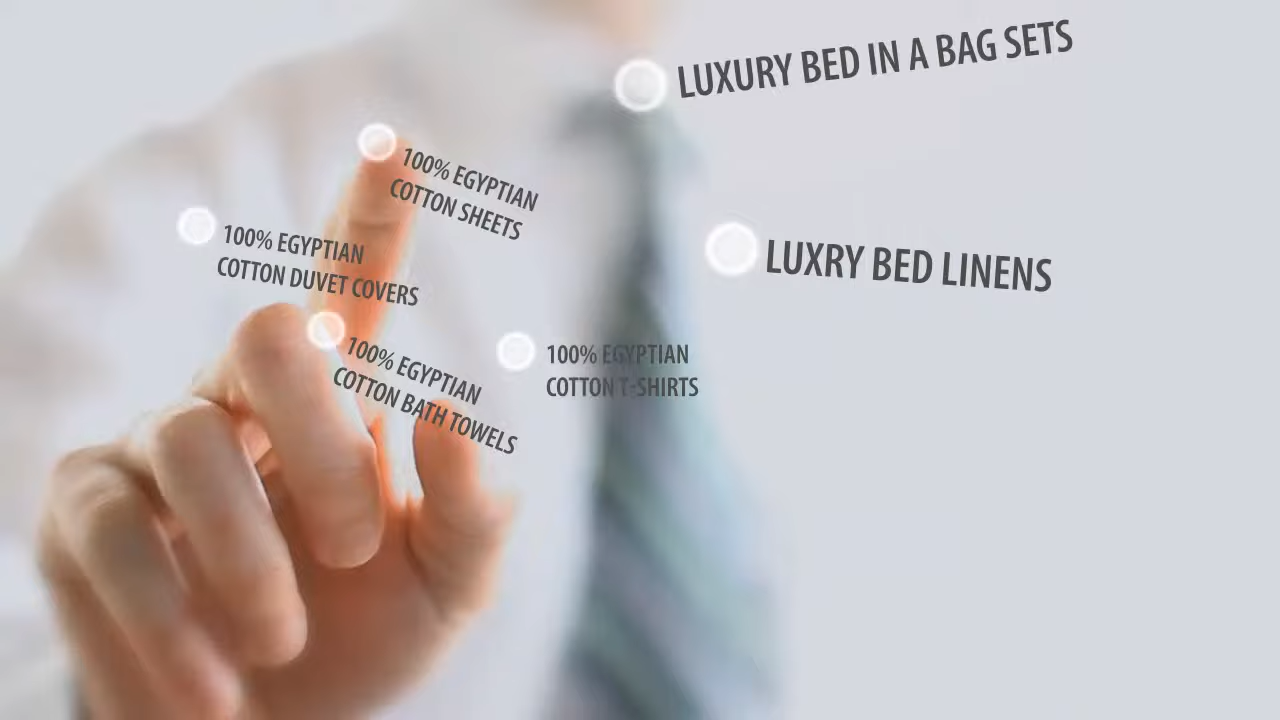 LUXURY BED IN A BAG SETS
100% EGYPTIAN
COTTON SHEETS
100% EGYPTIAN
COTTON DUVET COVERS
LUXRY BED LINENS
100% EGYPTIAN
COTTON BATH TOWELS
100% EGYPTIAN
COTTON T-SHIRTS